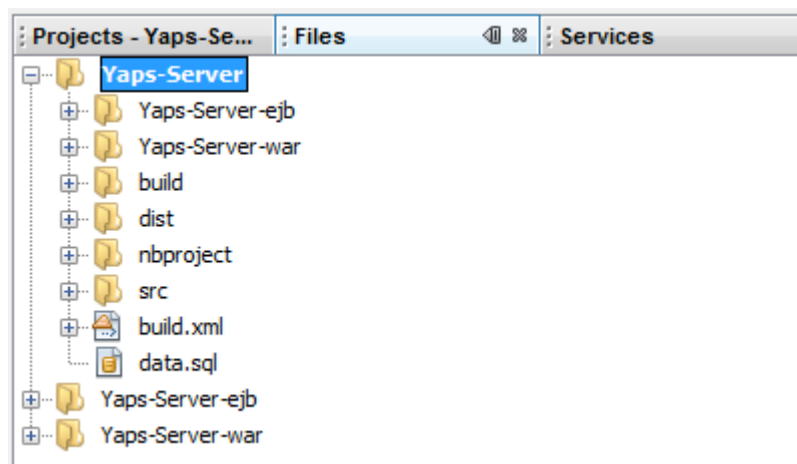 Projects - Yaps-Se... Files Services
Yaps-Server
Yaps-Server-ejb
Yaps-Server-war
build
dist
nbproject
src
build.xml
data.sql
Yaps-Server-ejb
Yaps-Server-war